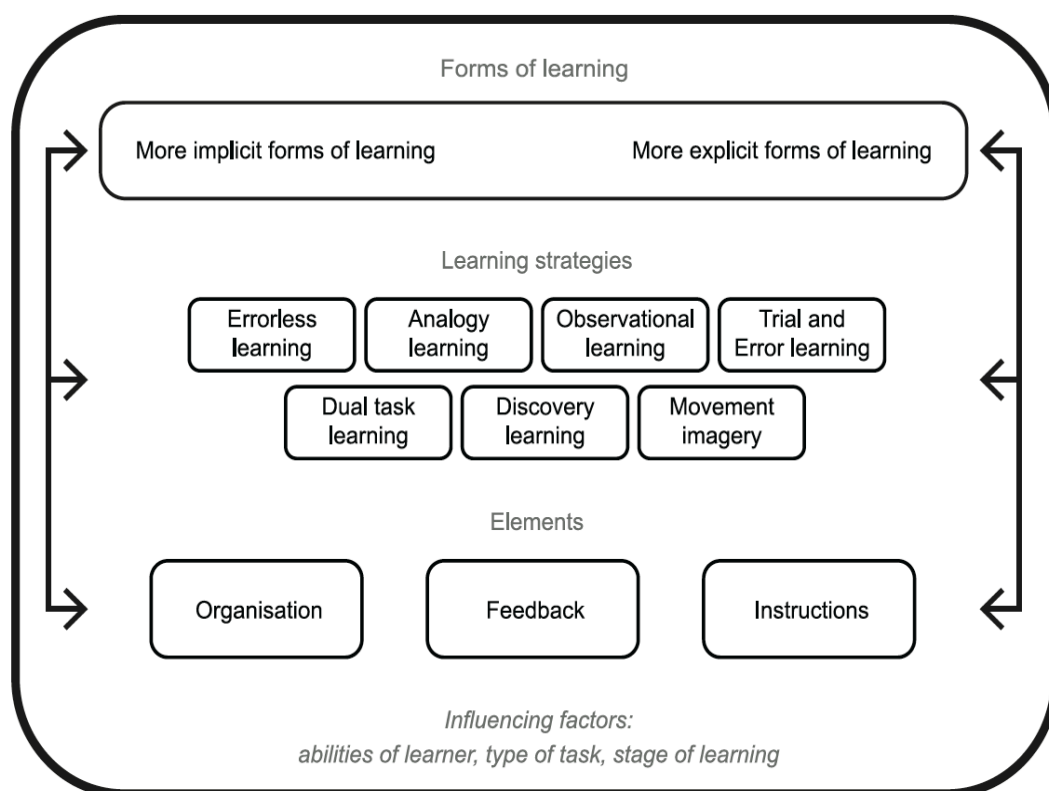 Forms of learning
More implicit forms of learning
More explicit forms of learning
Learning strategies
Errorless
learning
Analogy
learning
Observational
learning
Trial and
Error learning
Dual task
learning
Discovery
learning
Movement
imagery
Elements
Organisation
Feedback
Instructions
Influencing factors:
abilities of learner, type of task, stage of learning